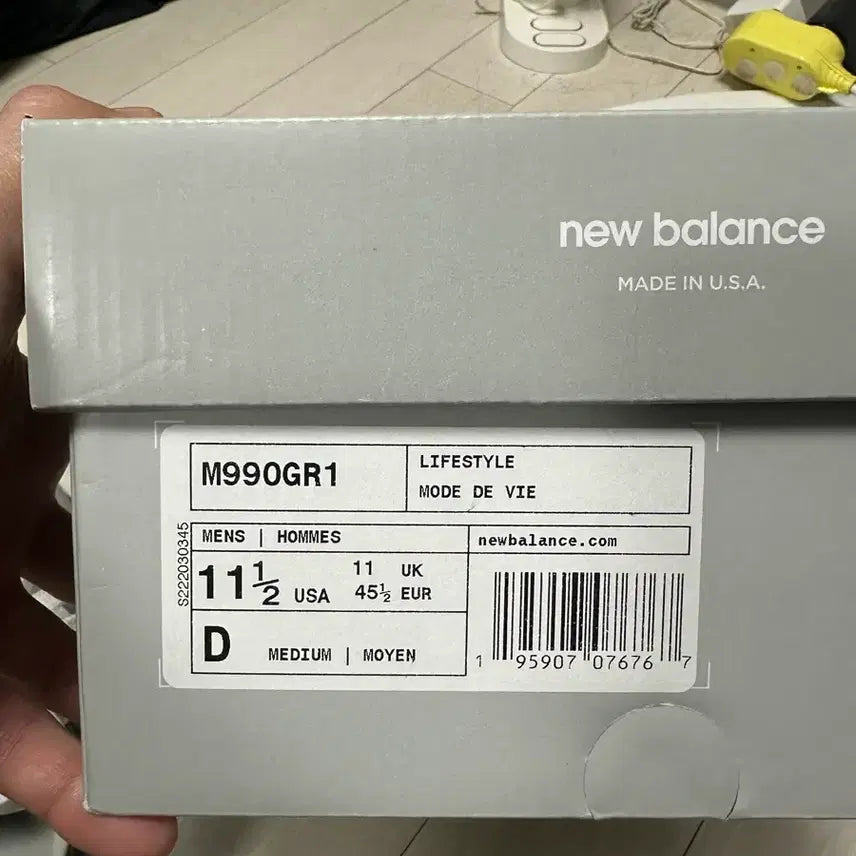 new balance
MADE IN U.S.A.
M990GR1
LIFESTYLE
MODE DE VIE
S222030345
MENS | HOMMES
newbalance.com
11½ USA
11 UK
45½ EUR
D MEDIUM | MOYEN
1 95907 07676 7